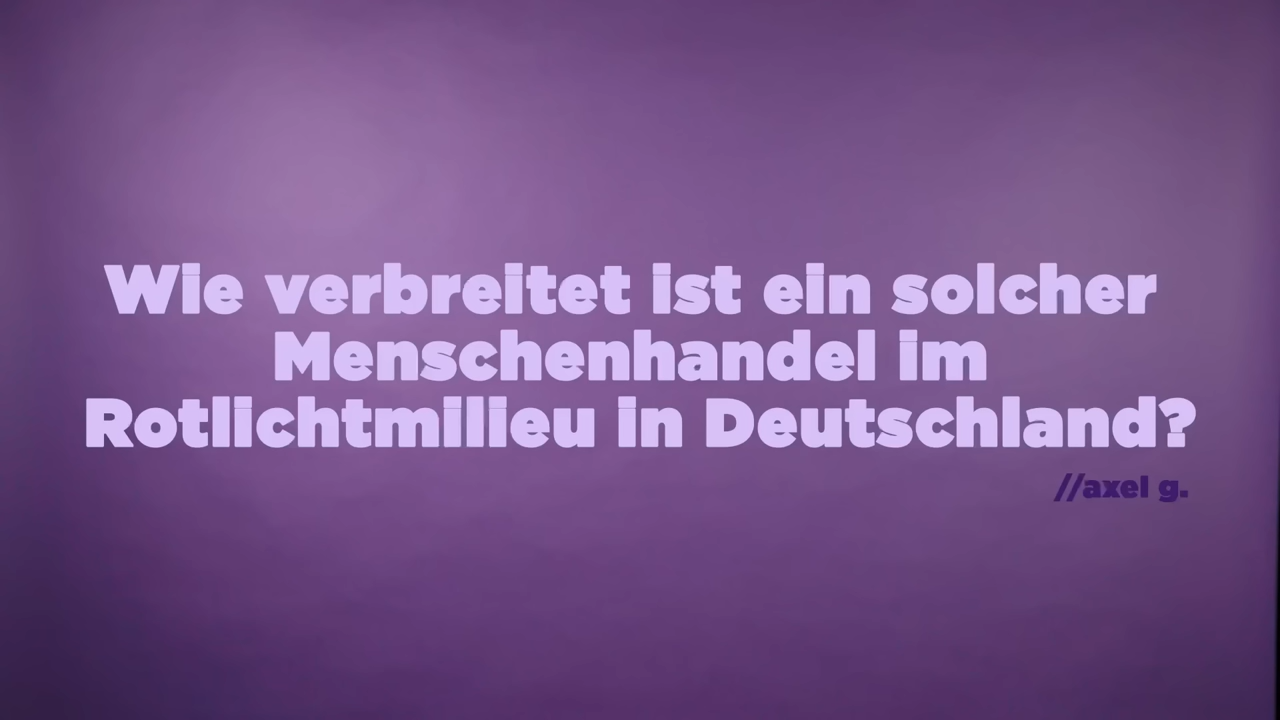 Wie verbreitet ist ein solcher
Menschenhandel im
Rotlichtmilieu in Deutschland?
//axel g.